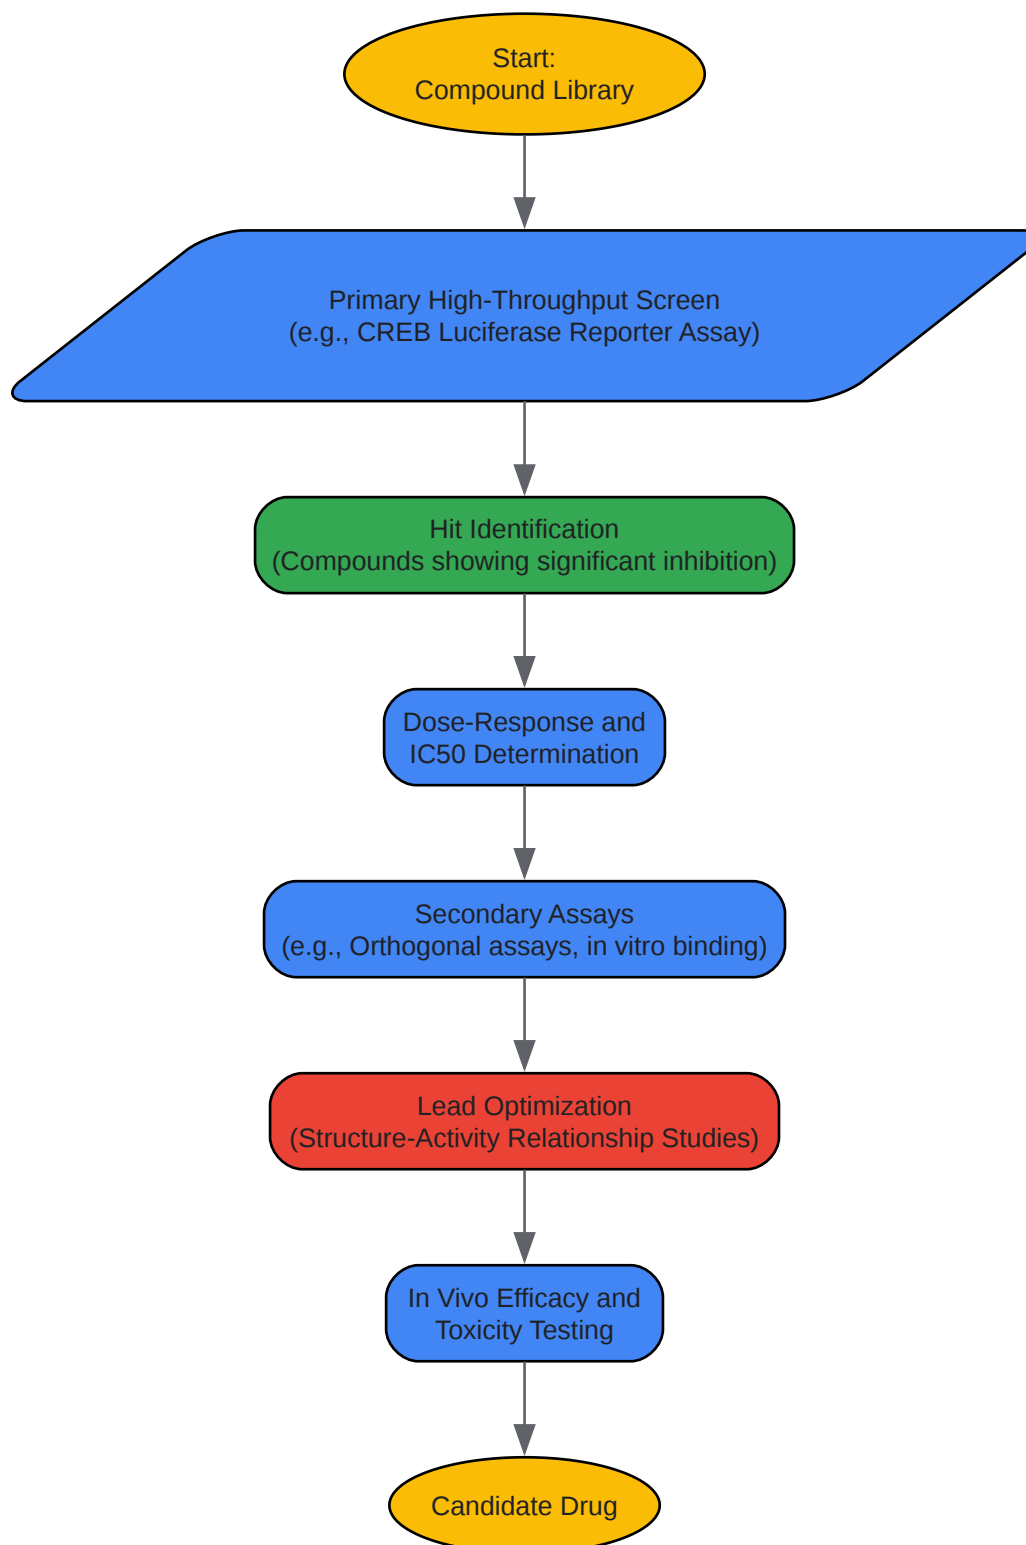 Start:
Compound Library
Primary High-Throughput Screen
(e.g., CREB Luciferase Reporter Assay)
Hit Identification
(Compounds showing significant inhibition)
Dose-Response and
IC50 Determination
Secondary Assays
(e.g., Orthogonal assays, in vitro binding)
Lead Optimization
(Structure-Activity Relationship Studies)
In Vivo Efficacy and
Toxicity Testing
Candidate Drug